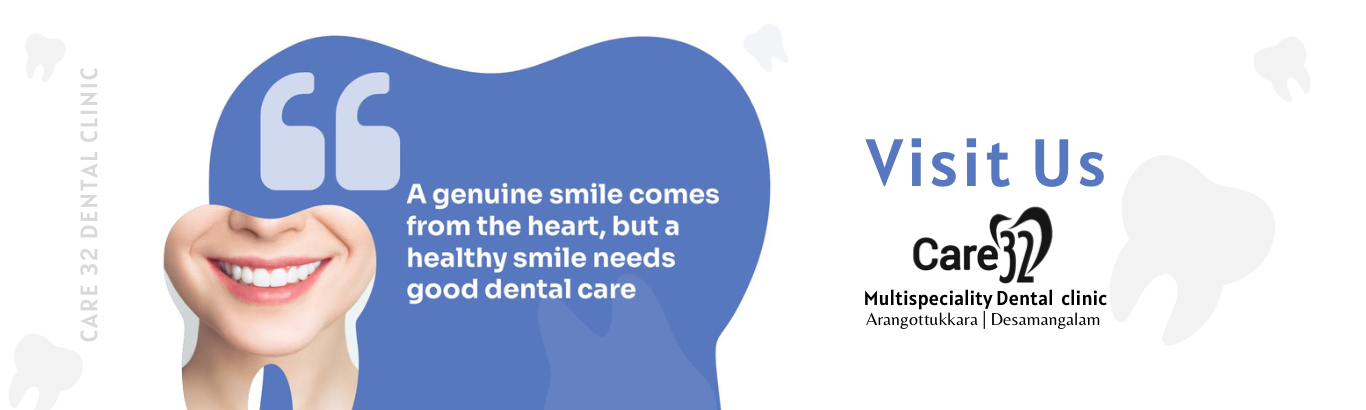 CARE 32 DENTAL CLINIC
“
A genuine smile comes
from the heart, but a
healthy smile needs
good dental care
Visit Us
Care32
Multispeciality Dental clinic
Arangottukkara | Desamangalam